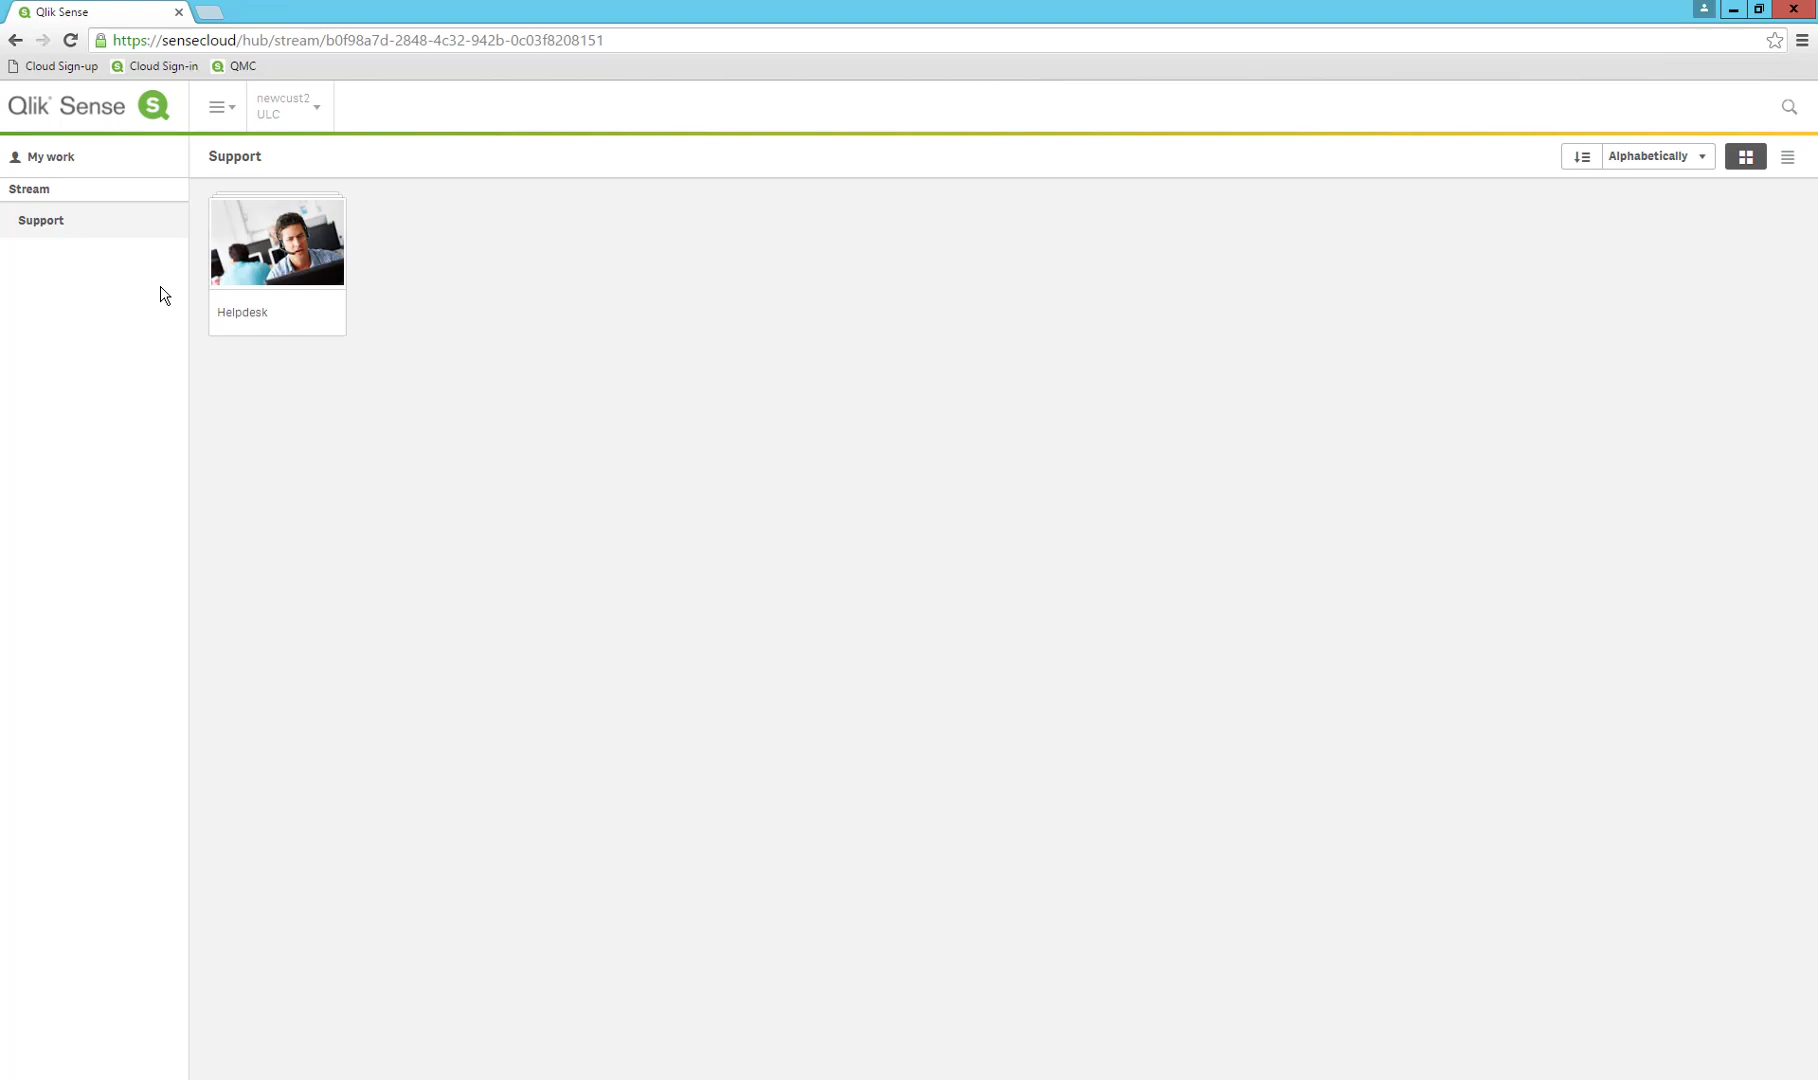 Qlik Sense
https://sensecloud/hub/stream/b0f98a7d-2848-4c32-942b-0c03f8208151
Cloud Sign-up Cloud Sign-in QMC
Qlik Sense
newcust2
ULC
My work
Support
Alphabetically
Stream
Support
Helpdesk